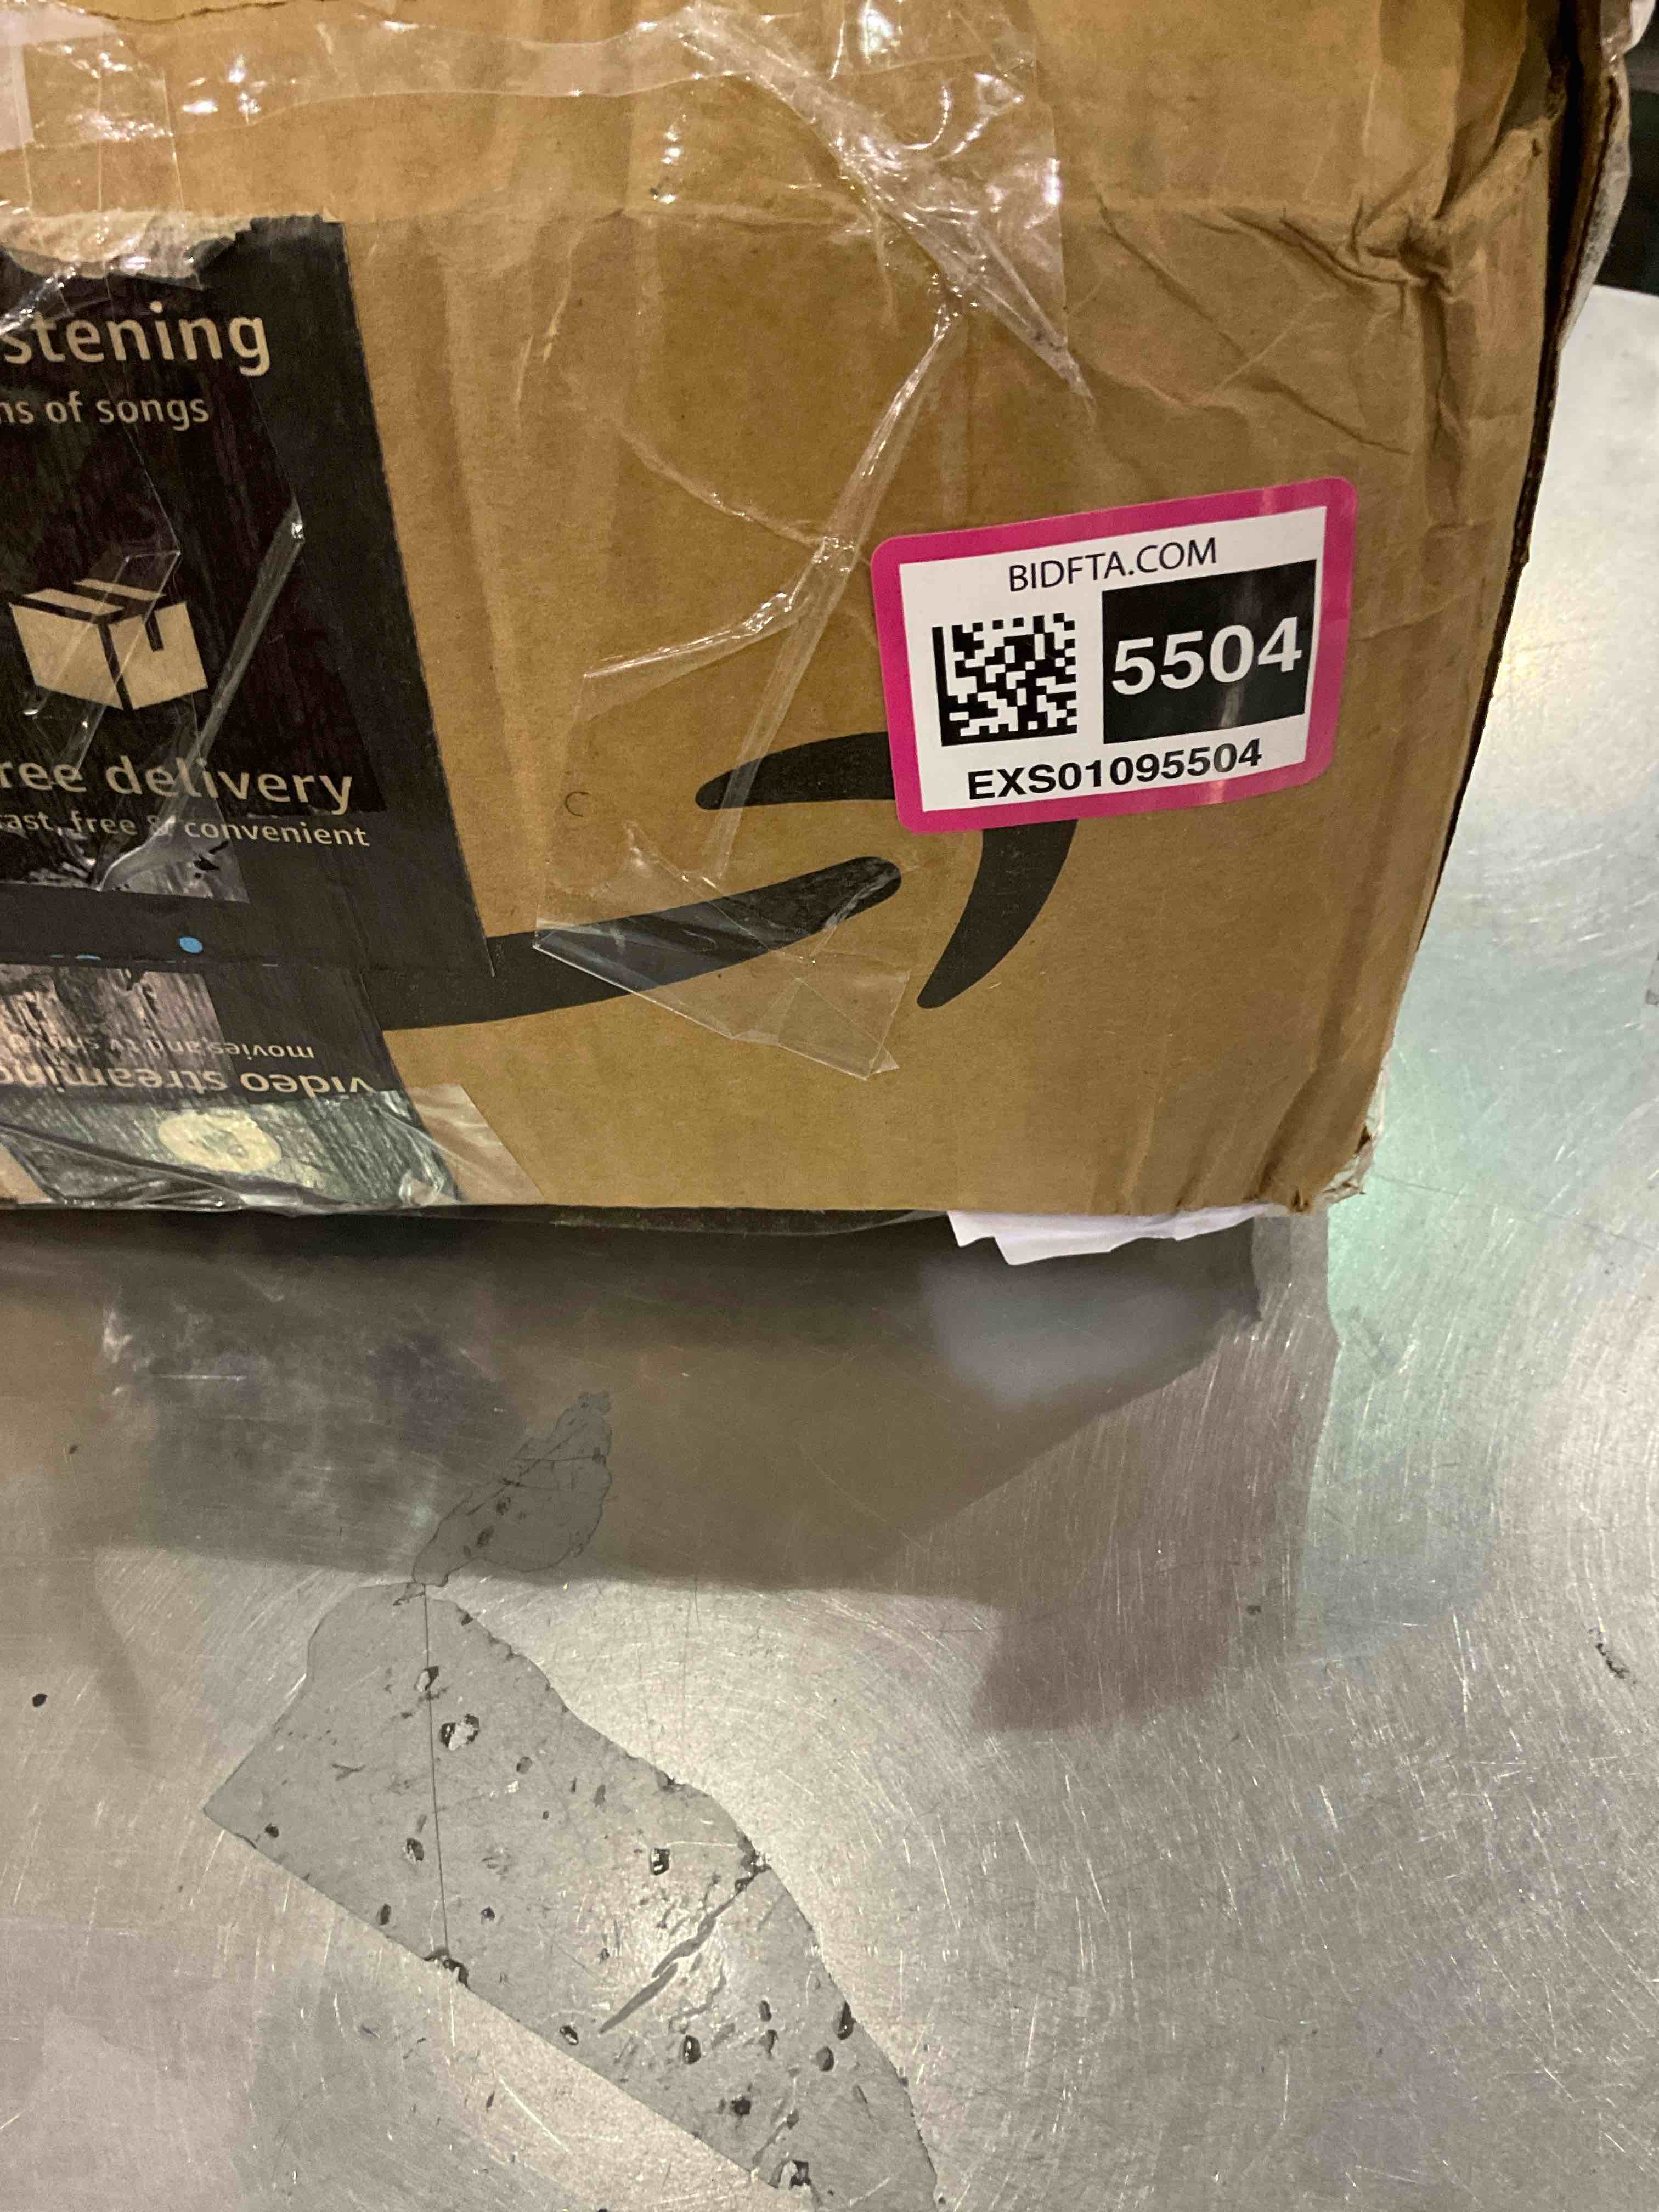 stening
ns of songs
BIDFTA.COM
5504
EXS01095504
ree delivery
ast, free & convenient
movies and tv shows
video streaming